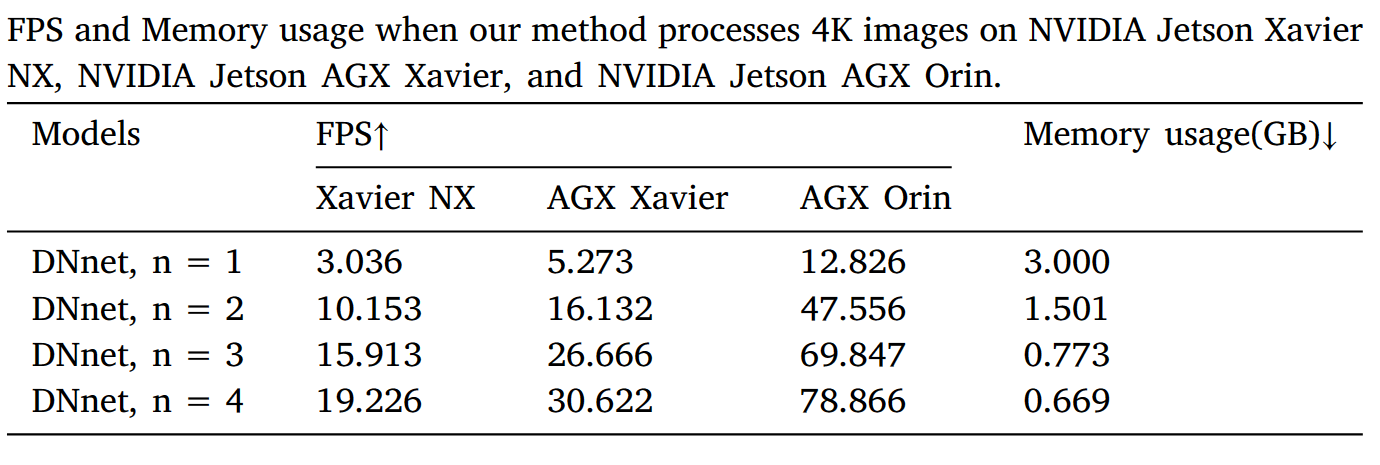 FPS and Memory usage when our method processes 4K images on NVIDIA Jetson Xavier
NX, NVIDIA Jetson AGX Xavier, and NVIDIA Jetson AGX Orin.
Models FPS↑ Memory usage(GB)↓
Xavier NX AGX Xavier AGX Orin
DNnet, n = 1 3.036 5.273 12.826 3.000
DNnet, n = 2 10.153 16.132 47.556 1.501
DNnet, n = 3 15.913 26.666 69.847 0.773
DNnet, n = 4 19.226 30.622 78.866 0.669